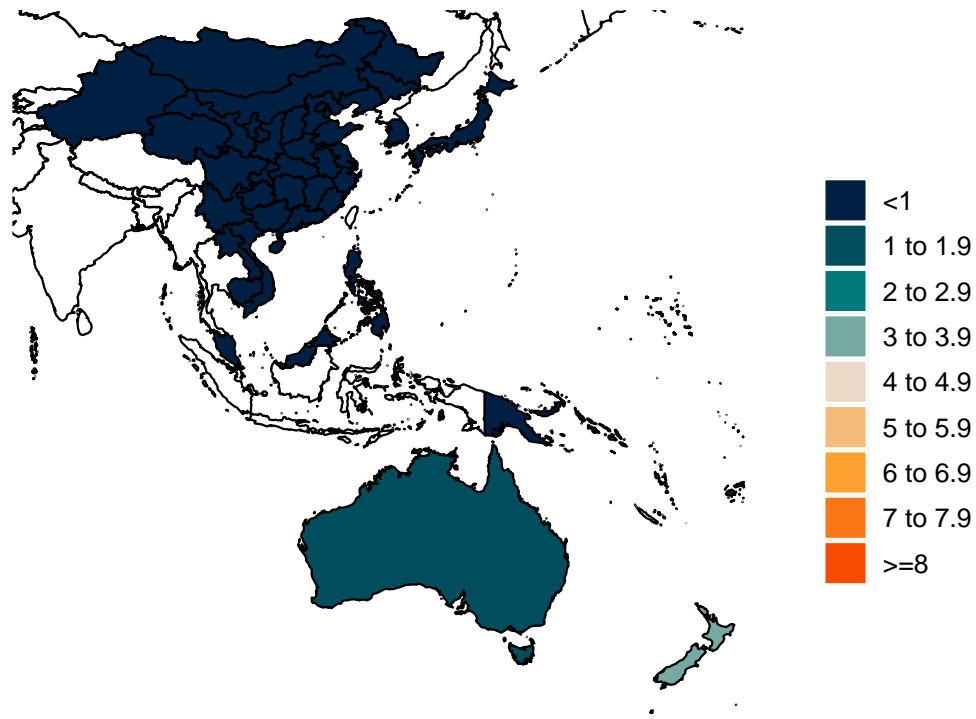 <1
1 to 1.9
2 to 2.9
3 to 3.9
4 to 4.9
5 to 5.9
6 to 6.9
7 to 7.9
>=8